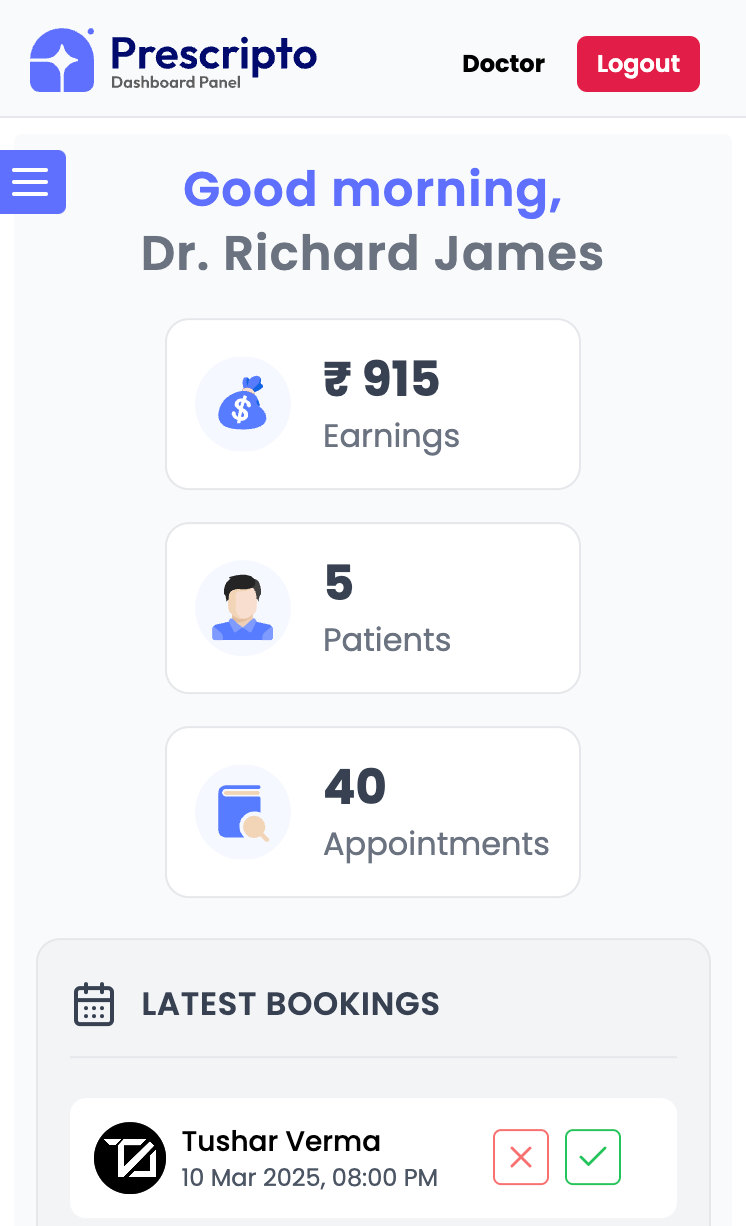 Prescripto
Dashboard Panel
Doctor
Logout
Good morning,
Dr. Richard James
$
₹ 915
Earnings
5
Patients
40
Appointments
LATEST BOOKINGS
Tushar Verma
10 Mar 2025, 08:00 PM